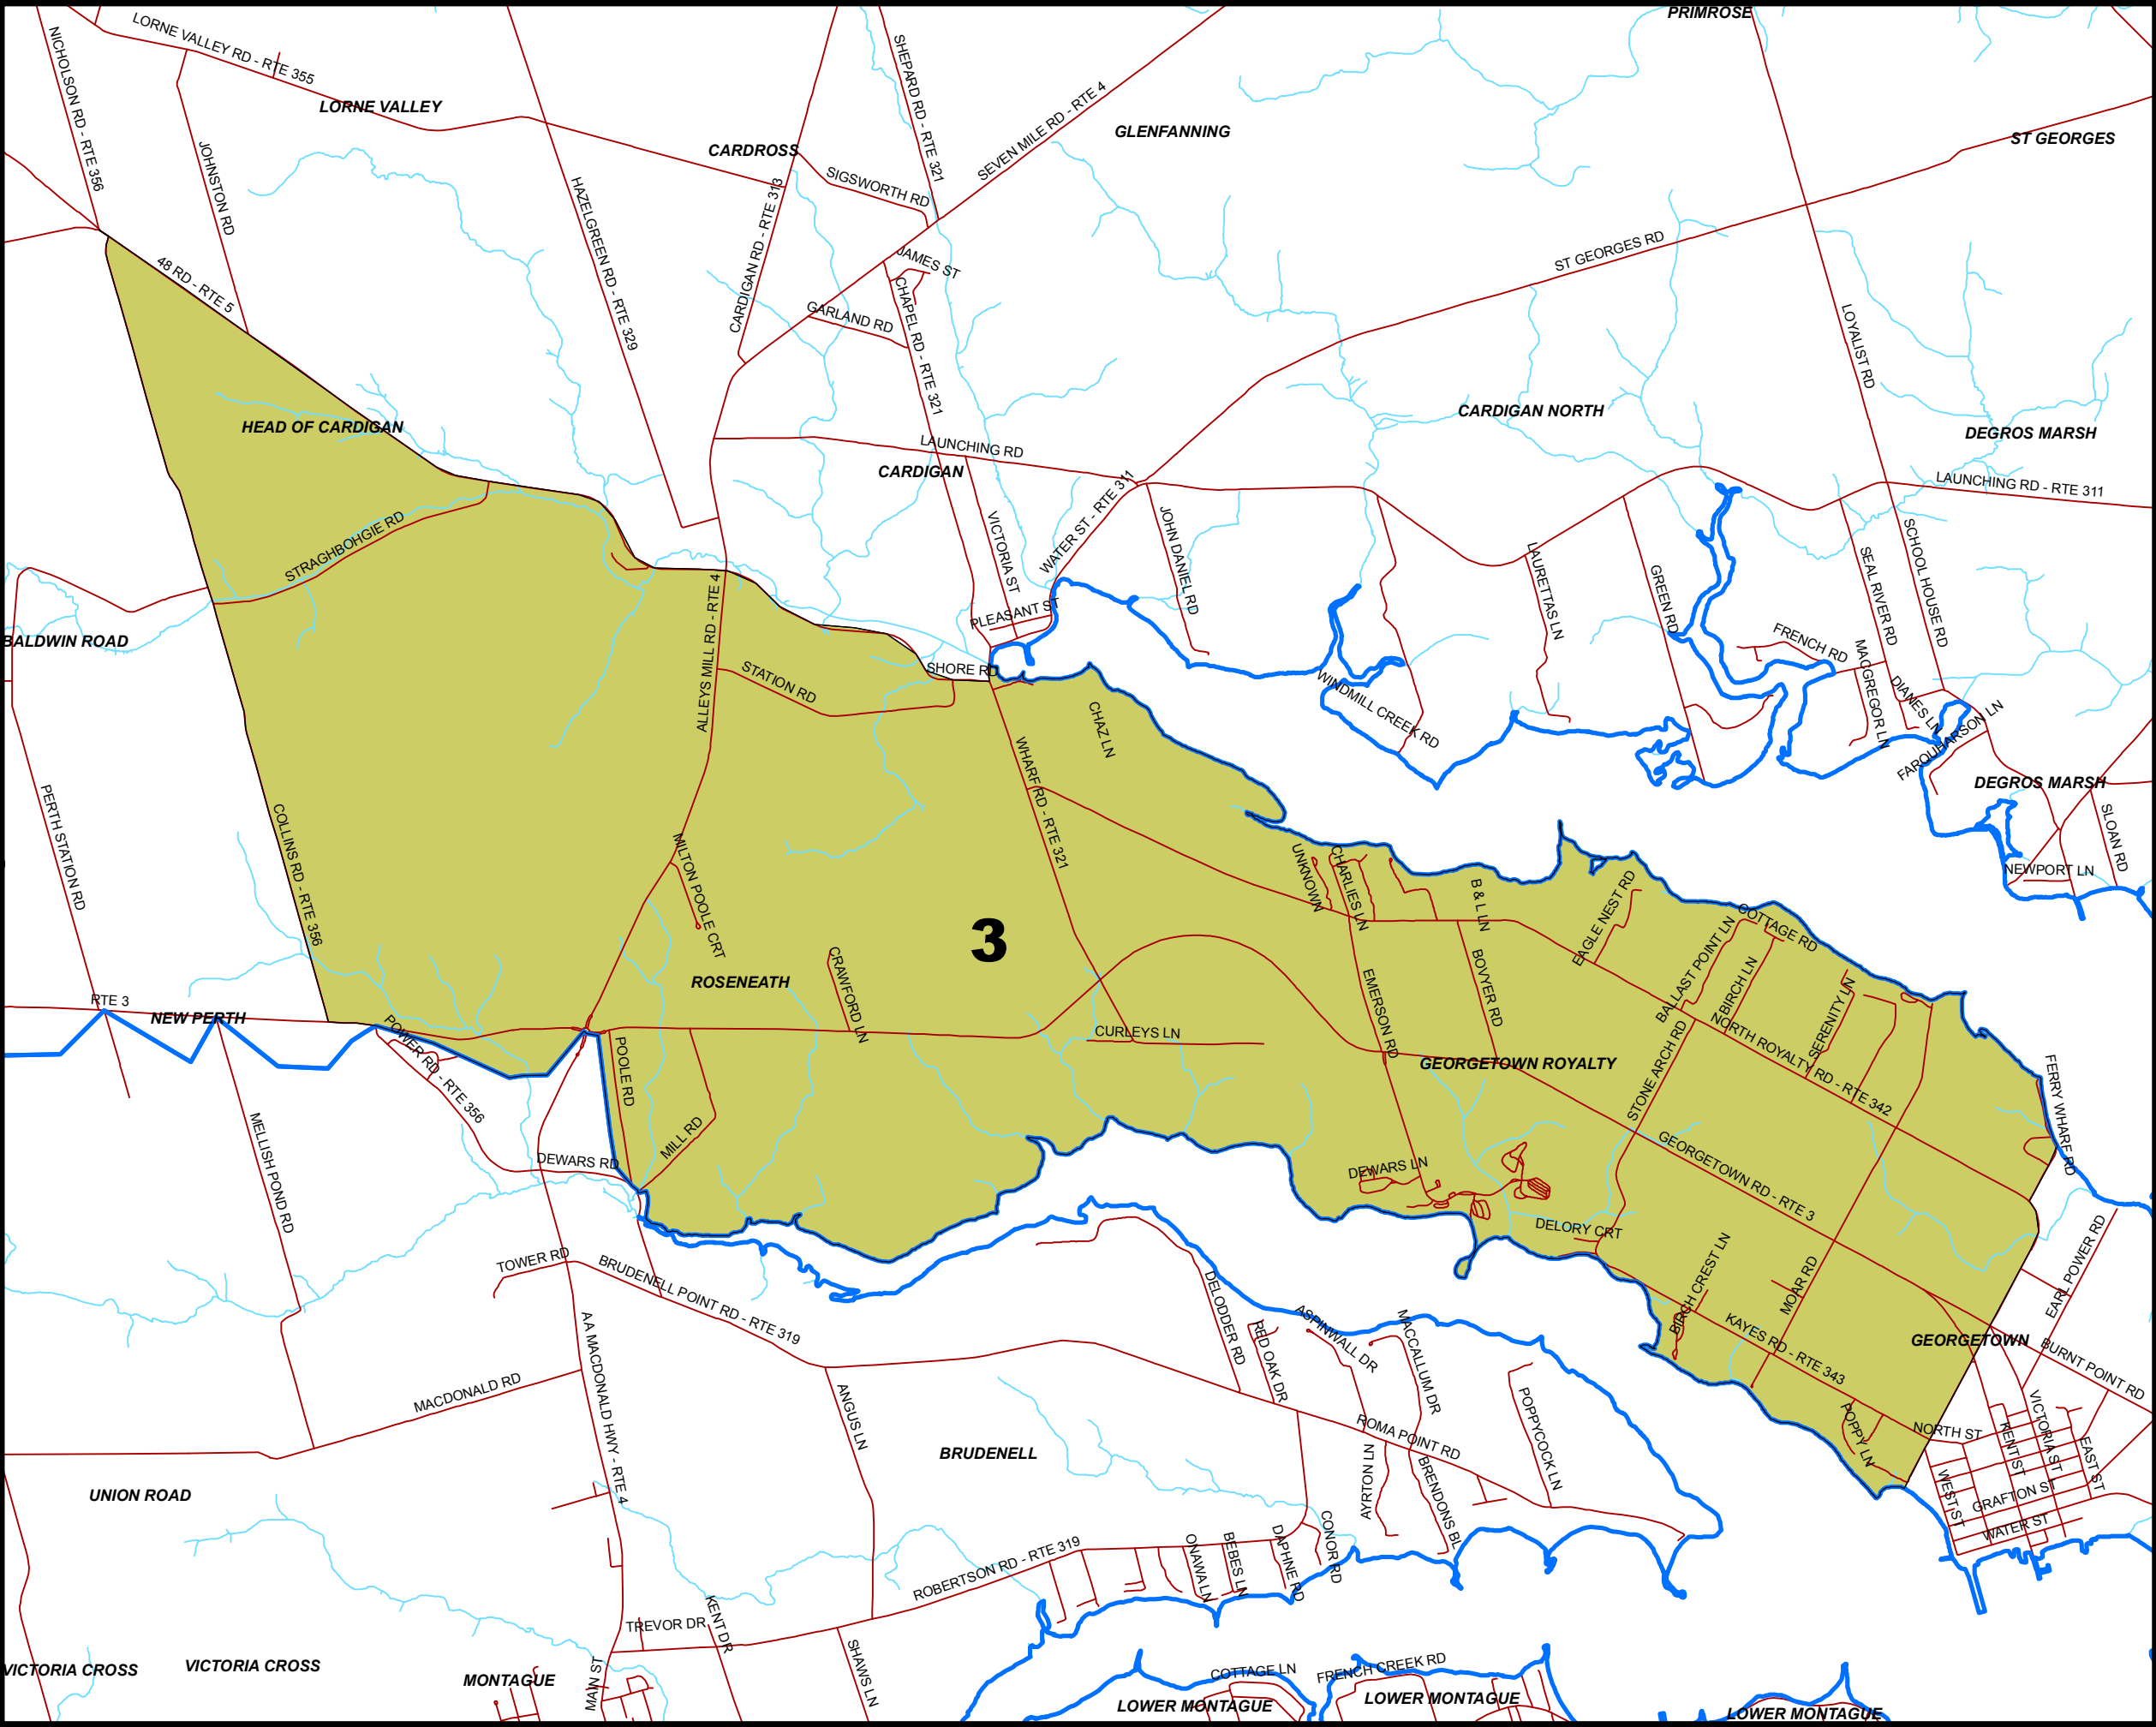 PRIMROSE
LORNE VALLEY RD - RTE 355
NICHOLSON RD - RTE 356
SHEPARD RD - RTE 321
SEVEN MILE RD - RTE 4
LORNE VALLEY
GLENFANNING
ST GEORGES
CARDROSS
JOHNSTON RD
SIGSWORTH RD
HAZELGREEN RD - RTE 329
CARDIGAN RD - RTE 313
ST GEORGES RD
48 RD - RTE 5
JAMES ST
CHAPEL RD - RTE 321
GARLAND RD
LOYALIST RD
HEAD OF CARDIGAN
CARDIGAN NORTH
DEGROS MARSH
LAUNCHING RD
CARDIGAN
WATER ST - RTE 311
LAUNCHING RD - RTE 311
STRAGHBOHGIE RD
VICTORIA ST
JOHN DANIEL RD
LAURETTAS LN
GREEN RD
SEAL RIVER RD
SCHOOL HOUSE RD
ALLEYS MILL RD - RTE 4
PLEASANT ST
BALDWIN ROAD
FRENCH RD
MACGREGOR LN
SHORE RD
STATION RD
WINDMILL CREEK RD
DIANES LN
FARQUHARSON LN
CHAZ LN
WHARF RD - RTE 321
DEGROS MARSH
PERTH STATION RD
COLLINS RD - RTE 356
SLOAN RD
MILTON POOLE CRT
UNKNOWN
CHARLIES LN
B & L LN
EAGLE NEST RD
NEWPORT LN
COTTAGE RD
3
BALLAST POINT LN
BIRCH LN
ROSENEATH
CRAWFORD LN
EMERSON RD
BOVYER RD
SERENITY LN
RTE 3
NEW PERTH
POWER RD - RTE 356
CURLEYS LN
NORTH ROYALTY RD - RTE 342
GEORGETOWN ROYALTY
STONE ARCH RD
POOLE RD
FERRY WHARF RD
MELLISH POND RD
MILL RD
DEWARS RD
DEWARS LN
GEORGETOWN RD - RTE 3
DELORY CRT
EARL POWER RD
TOWER RD
BRUDENELL POINT RD - RTE 319
BIRCH CREST LN
MOAR RD
DELODDER RD
RED OAK DR
ASPINWALL DR
MACCALLUM DR
KAYES RD - RTE 343
GEORGETOWN
BURNT POINT RD
AA MACDONALD HWY - RTE 4
MACDONALD RD
ANGUS LN
POPPYCOCK LN
POPPY LN
ROMA POINT RD
NORTH ST
KENT ST
VICTORIA ST
EAST ST
BRUDENELL
AYRTON LN
BRENDONS BL
WEST ST
GRAFTON ST
WATER ST
UNION ROAD
ROBERTSON RD - RTE 319
ONAWA LN
BEBES LN
DAPHNE RD
CONOR RD
TREVOR DR
KENT DR
VICTORIA CROSS
VICTORIA CROSS
MONTAGUE
MAIN ST
SHAWS LN
COTTAGE LN
FRENCH CREEK RD
LOWER MONTAGUE
LOWER MONTAGUE
LOWER MONTAGUE